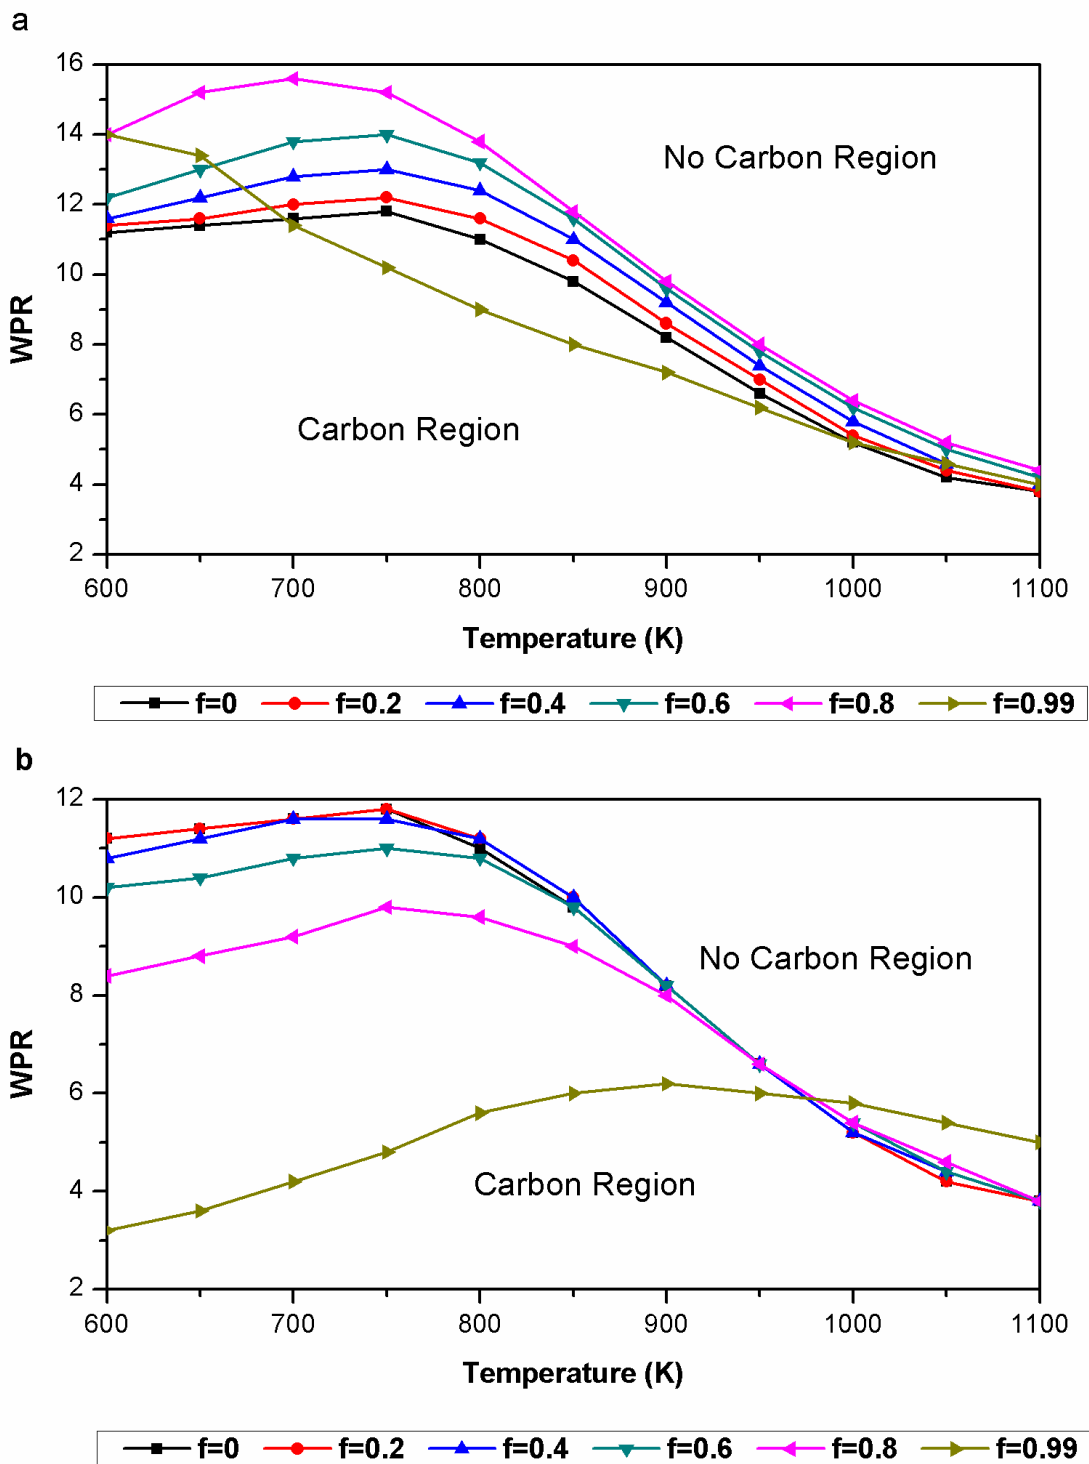 a
16
14
12
10
8
6
4
2
WPR
No Carbon Region
Carbon Region
600 700 800 900 1000 1100
Temperature (K)
f=0 f=0.2 f=0.4 f=0.6 f=0.8 f=0.99
b
12
10
8
6
4
2
WPR
No Carbon Region
Carbon Region
600 700 800 900 1000 1100
Temperature (K)
f=0 f=0.2 f=0.4 f=0.6 f=0.8 f=0.99